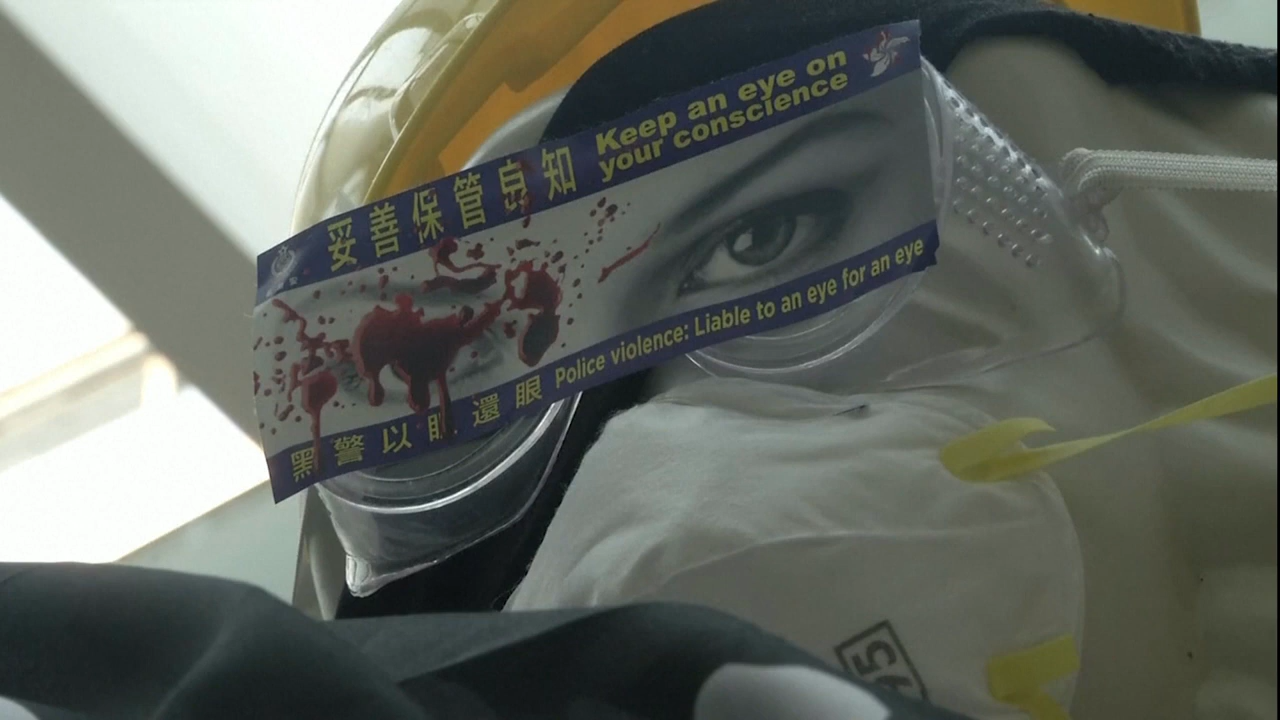 妥善保管良知
Keep an eye on
your conscience
黑警以眼還眼 Police violence: Liable to an eye for an eye
95